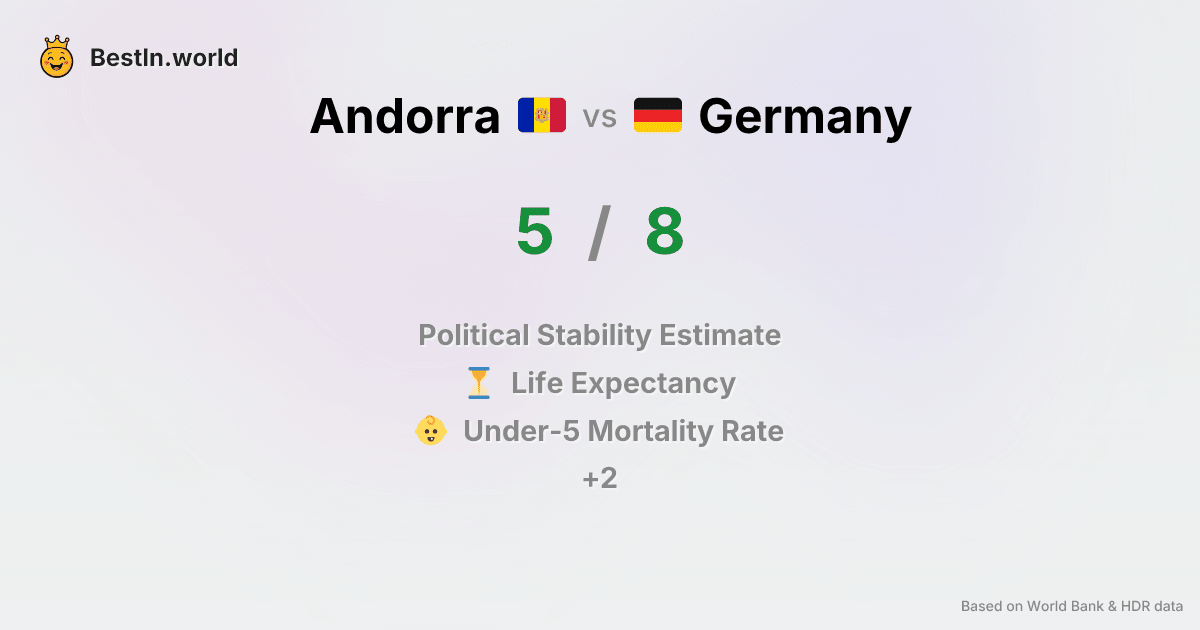 BestIn.world
Andorra vs Germany
5 / 8
Political Stability Estimate
Life Expectancy
Under-5 Mortality Rate
+2
Based on World Bank & HDR data